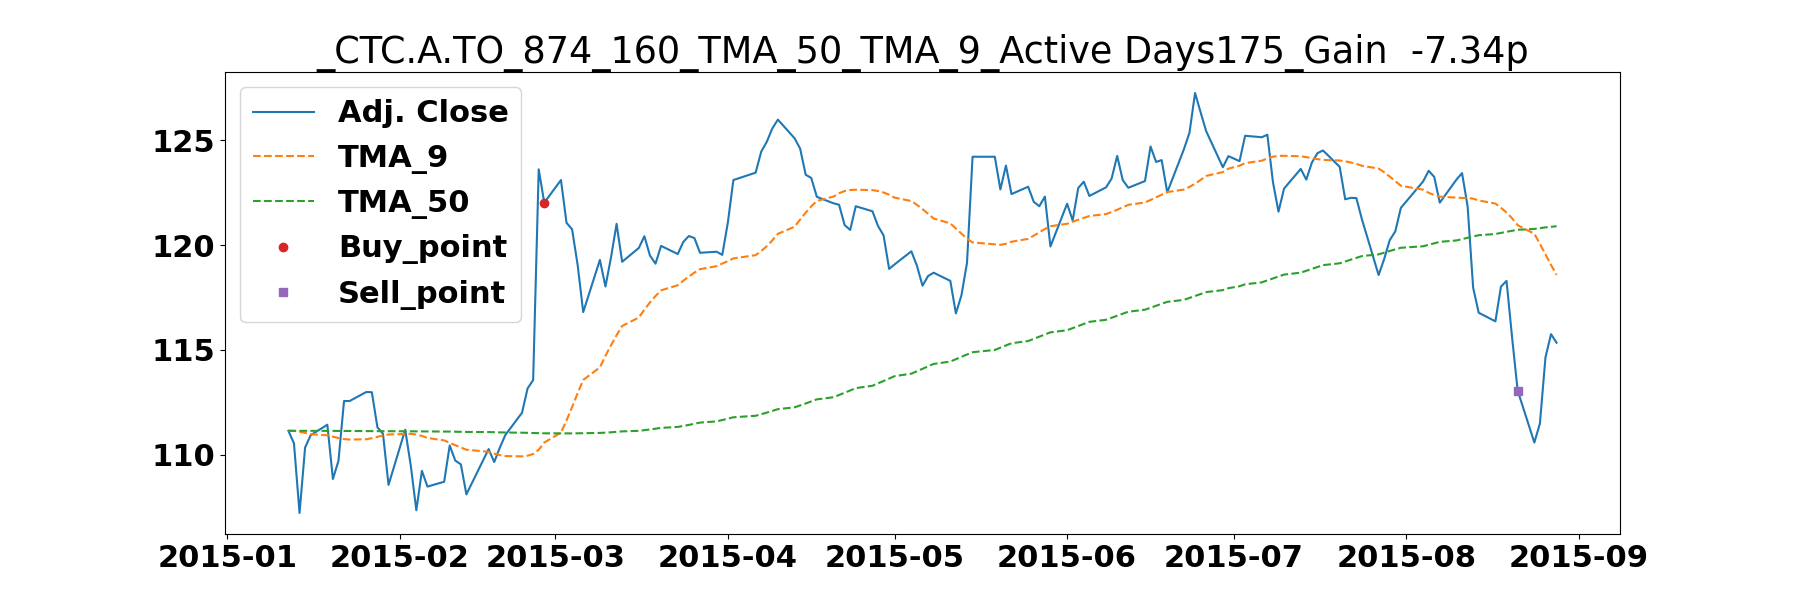 _CTC.A.TO_874_160_TMA_50_TMA_9_Active Days175_Gain  -7.34p
Adj. Close
TMA_9
TMA_50
Buy_point
Sell_point
125
120
115
110
2015-01 2015-02 2015-03 2015-04 2015-05 2015-06 2015-07 2015-08 2015-09